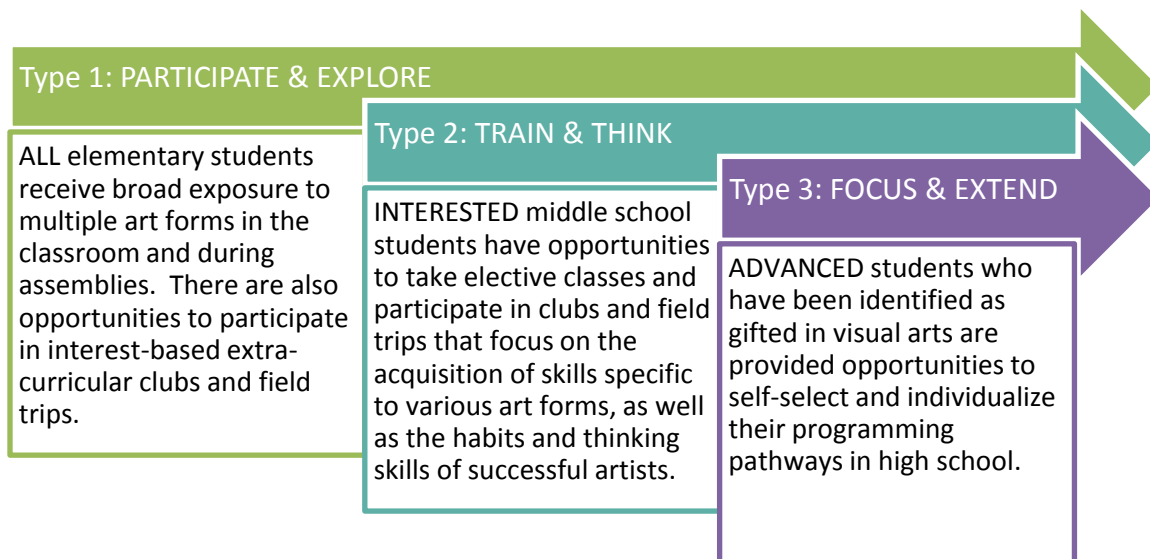 Type 1: PARTICIPATE & EXPLORE
ALL elementary students
receive broad exposure to
multiple art forms in the
classroom and during
assemblies.  There are also
opportunities to participate
in interest-based extra-
curricular clubs and field
trips.
Type 2: TRAIN & THINK
INTERESTED middle school
students have opportunities
to take elective classes and
participate in clubs and field
trips that focus on the
acquisition of skills specific
to various art forms, as well
as the habits and thinking
skills of successful artists.
Type 3: FOCUS & EXTEND
ADVANCED students who
have been identified as
gifted in visual arts are
provided opportunities to
self-select and individualize
their programming
pathways in high school.